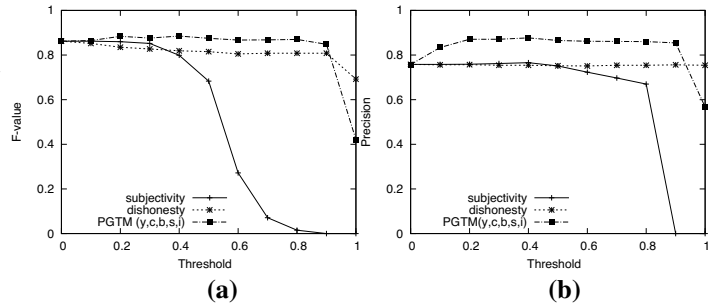 1
0.8
0.6
0.4
0.2
0
F-value
0 0.2 0.4 0.6 0.8 1
Threshold
subjectivity
dishonesty
PGTM (y,c,b,s,i)
(a)
1
0.8
0.6
0.4
0.2
0
Precision
0 0.2 0.4 0.6 0.8 1
Threshold
subjectivity
dishonesty
PGTM(y,c,b,s,i)
(b)